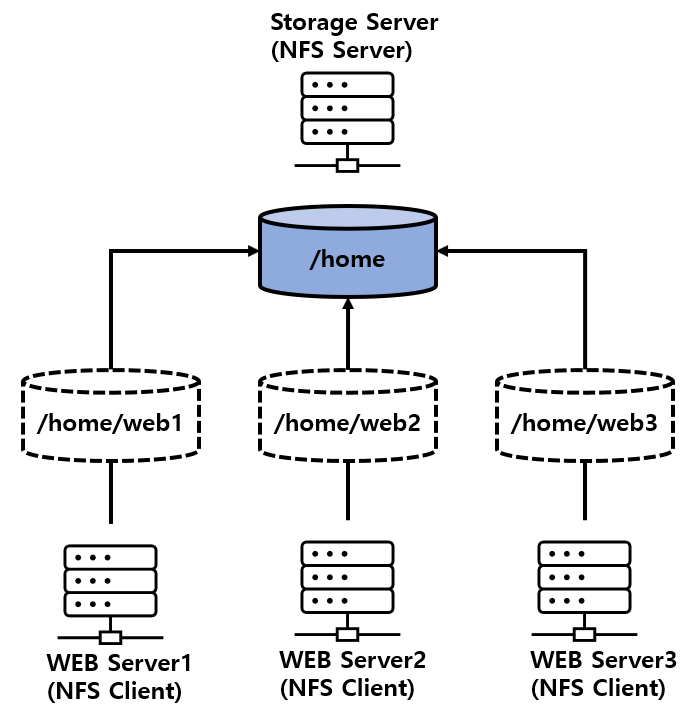 Storage Server
(NFS Server)
/home
/home/web1
/home/web2
/home/web3
WEB Server1
(NFS Client)
WEB Server2
(NFS Client)
WEB Server3
(NFS Client)